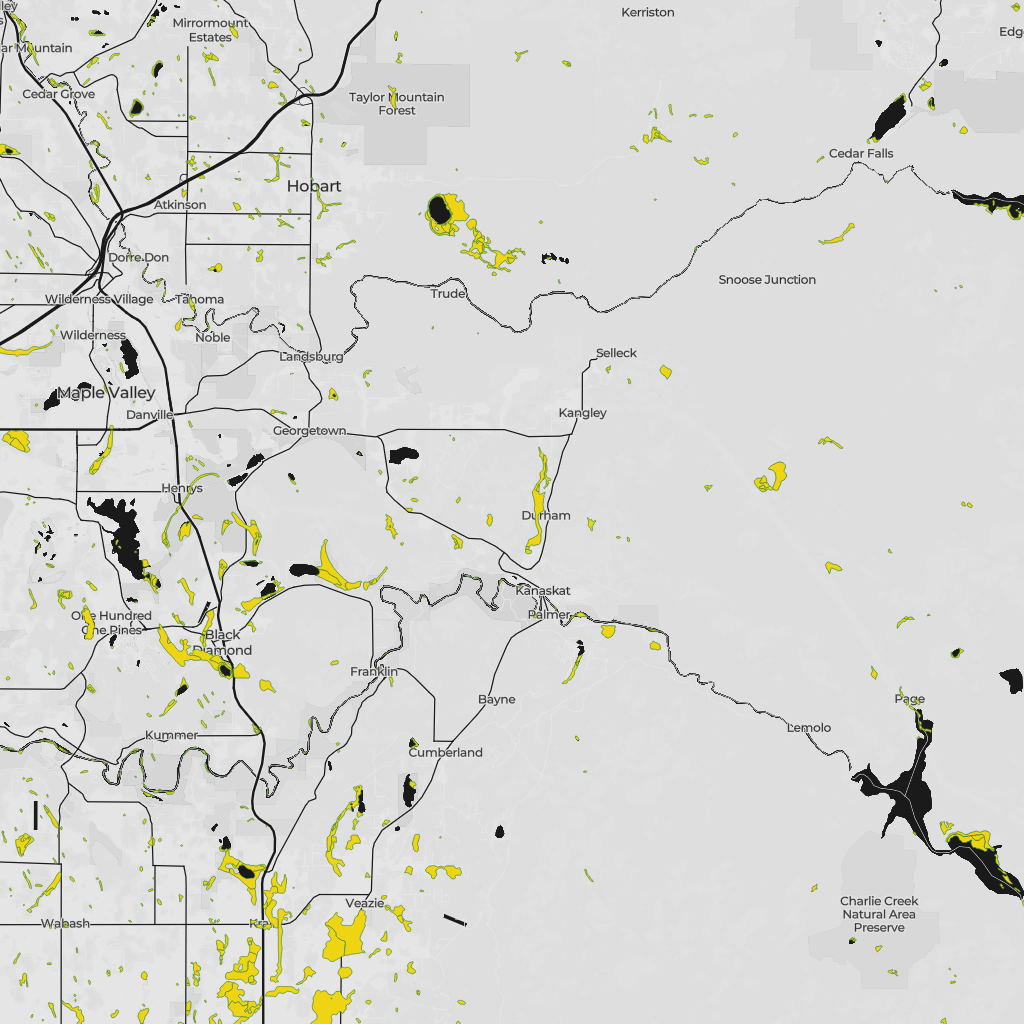 Kerriston
Mirrormount
Estates
Cedar Grove
Taylor Mountain
Forest
Cedar Falls
Hobart
Atkinson
Dorre Don
Snoose Junction
Wilderness Village
Tahoma
Trude
Wilderness
Noble
Landsburg
Selleck
Maple Valley
Danville
Kangley
Georgetown
Henrys
Durham
Kanaskat
One Hundred
One Pines
Palmer
Black
Diamond
Franklin
Bayne
Page
Kummer
Lemolo
Cumberland
Charlie Creek
Natural Area
Preserve
Veazie
Wabash